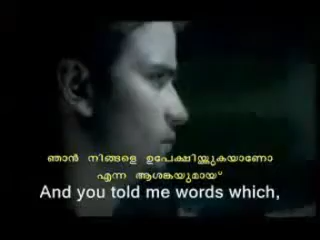 ഞാൻ നിങ്ങളെ ഉപേക്ഷിയ്ക്കുകയാണോ
എന്ന ആശങ്കയുമായ്
And you told me words which,